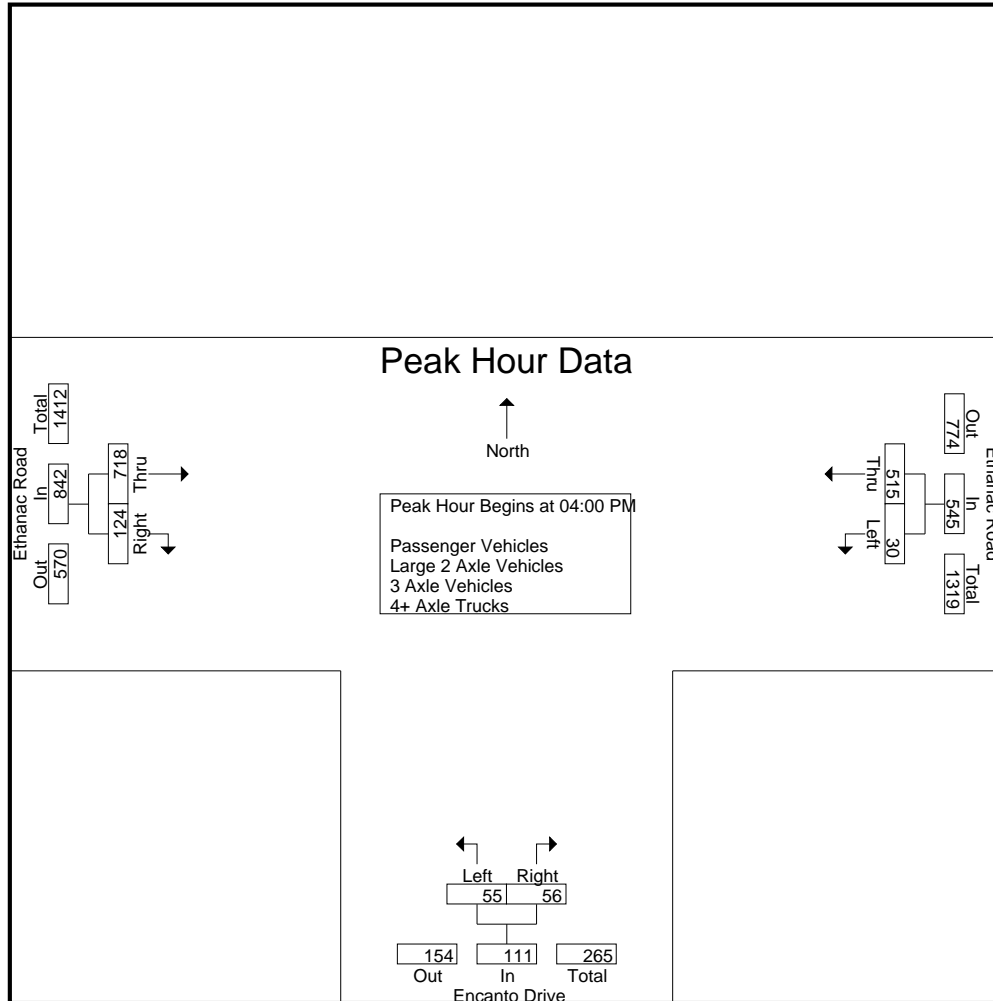 Peak Hour Data
North
Peak Hour Begins at 04:00 PM
Passenger Vehicles
Large 2 Axle Vehicles
3 Axle Vehicles
4+ Axle Trucks
Ethanac Road
Out In Total
570 842 1412
124 718
Right Thru
Ethanac Road
Out In Total
774 545 1319
515 30
Thru Left
Left Right
55 56
154 111 265
Out In Total
Encanto Drive